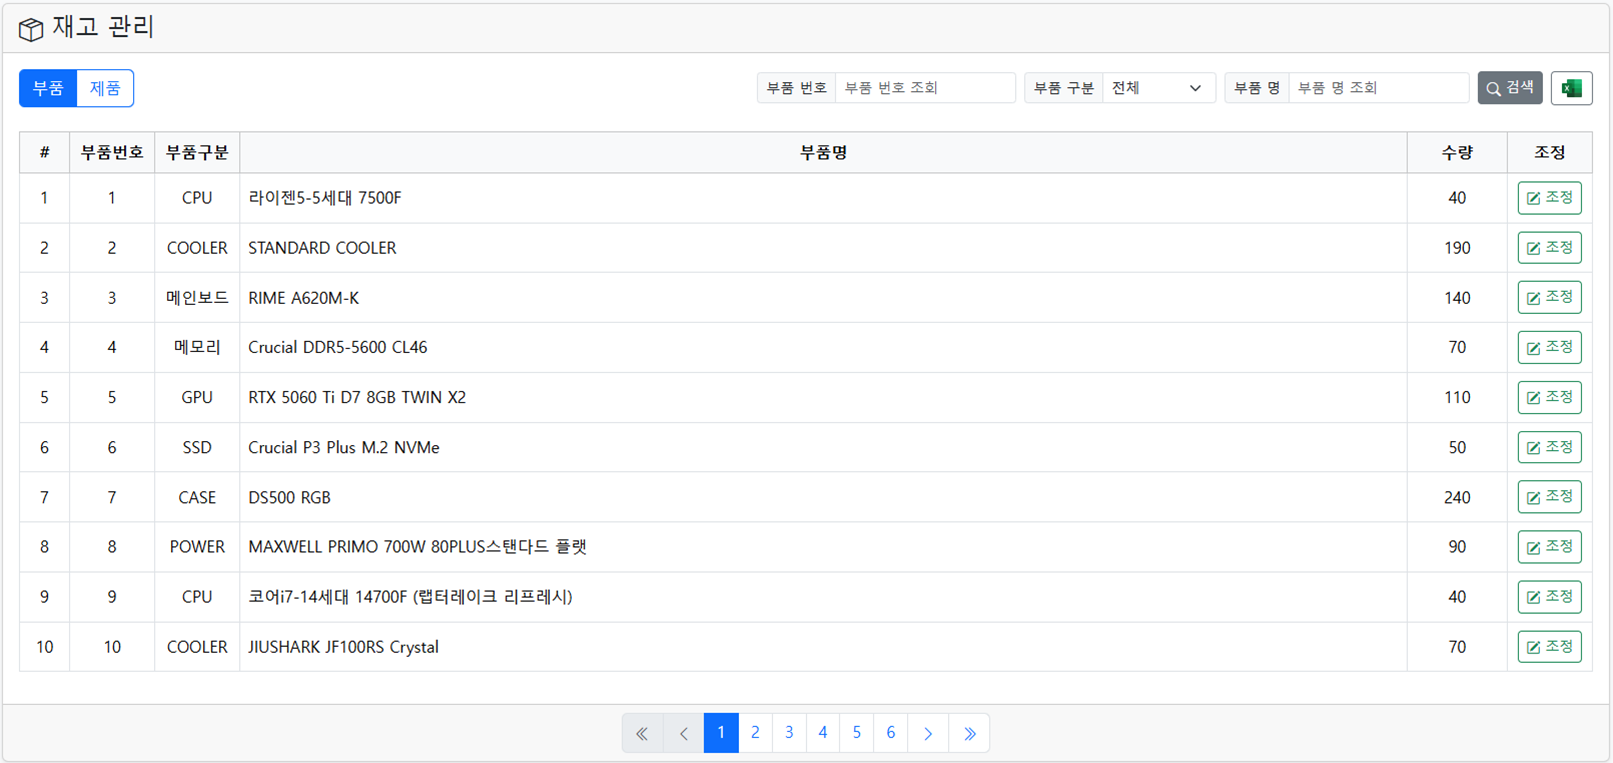 재고 관리
부품 제품 부품 번호 부품 번호 조회 부품 구분 전체 부품 명 부품 명 조회 검색
# 부품번호 부품구분 부품명 수량 조정
1 1 CPU 라이젠5-5세대 7500F 40 조정
2 2 COOLER STANDARD COOLER 190 조정
3 3 메인보드 RIME A620M-K 140 조정
4 4 메모리 Crucial DDR5-5600 CL46 70 조정
5 5 GPU RTX 5060 Ti D7 8GB TWIN X2 110 조정
6 6 SSD Crucial P3 Plus M.2 NVMe 50 조정
7 7 CASE DS500 RGB 240 조정
8 8 POWER MAXWELL PRIMO 700W 80PLUS스탠다드 플랫 90 조정
9 9 CPU 코어i7-14세대 14700F (랩터레이크 리프레시) 40 조정
10 10 COOLER JIUSHARK JF100RS Crystal 70 조정
« ‹ 1 2 3 4 5 6 › »